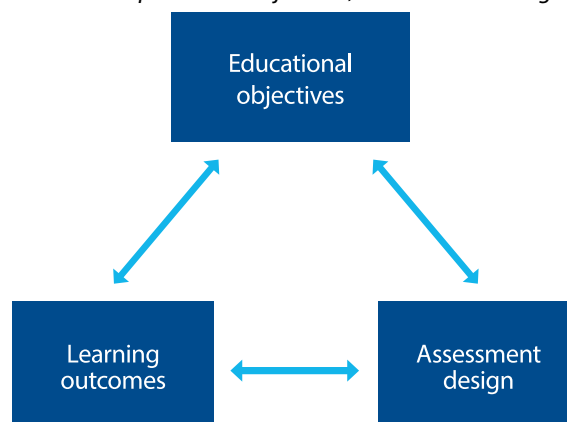 Educational
objectives
Learning
outcomes
Assessment
design